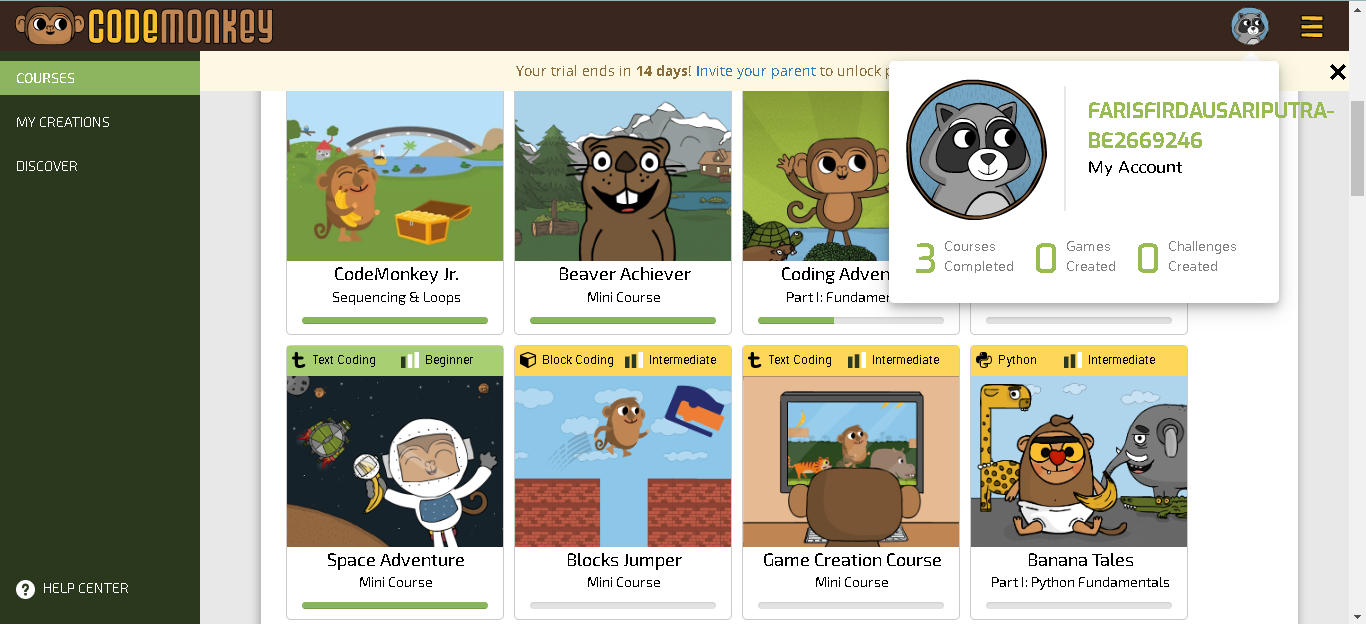 CODEMONKEY
COURSES
MY CREATIONS
DISCOVER
HELP CENTER
Your trial ends in 14 days! Invite your parent to unlock
FARISFIRDAUSARIPUTRA-
BE2669246
My Account
3 Courses Completed
0 Games Created
0 Challenges Created
CodeMonkey Jr.
Sequencing & Loops
Beaver Achiever
Mini Course
Coding Adven
Part I: Fundamen
Text Coding Beginner
Space Adventure
Mini Course
Block Coding Intermediate
Blocks Jumper
Mini Course
Text Coding Intermediate
Game Creation Course
Mini Course
Python Intermediate
Banana Tales
Part I: Python Fundamentals